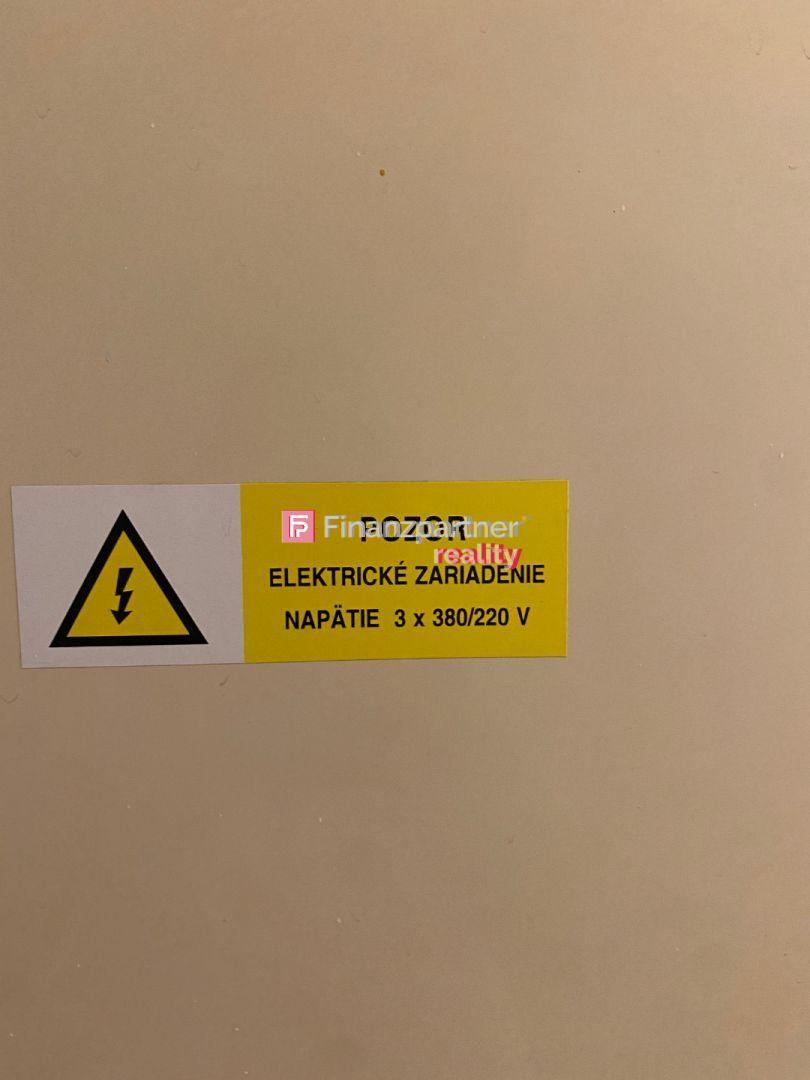 POZOR
Finanzpartner
reality
ELEKTRICKÉ ZARIADENIE
NAPÄTIE 3 x 380/220 V